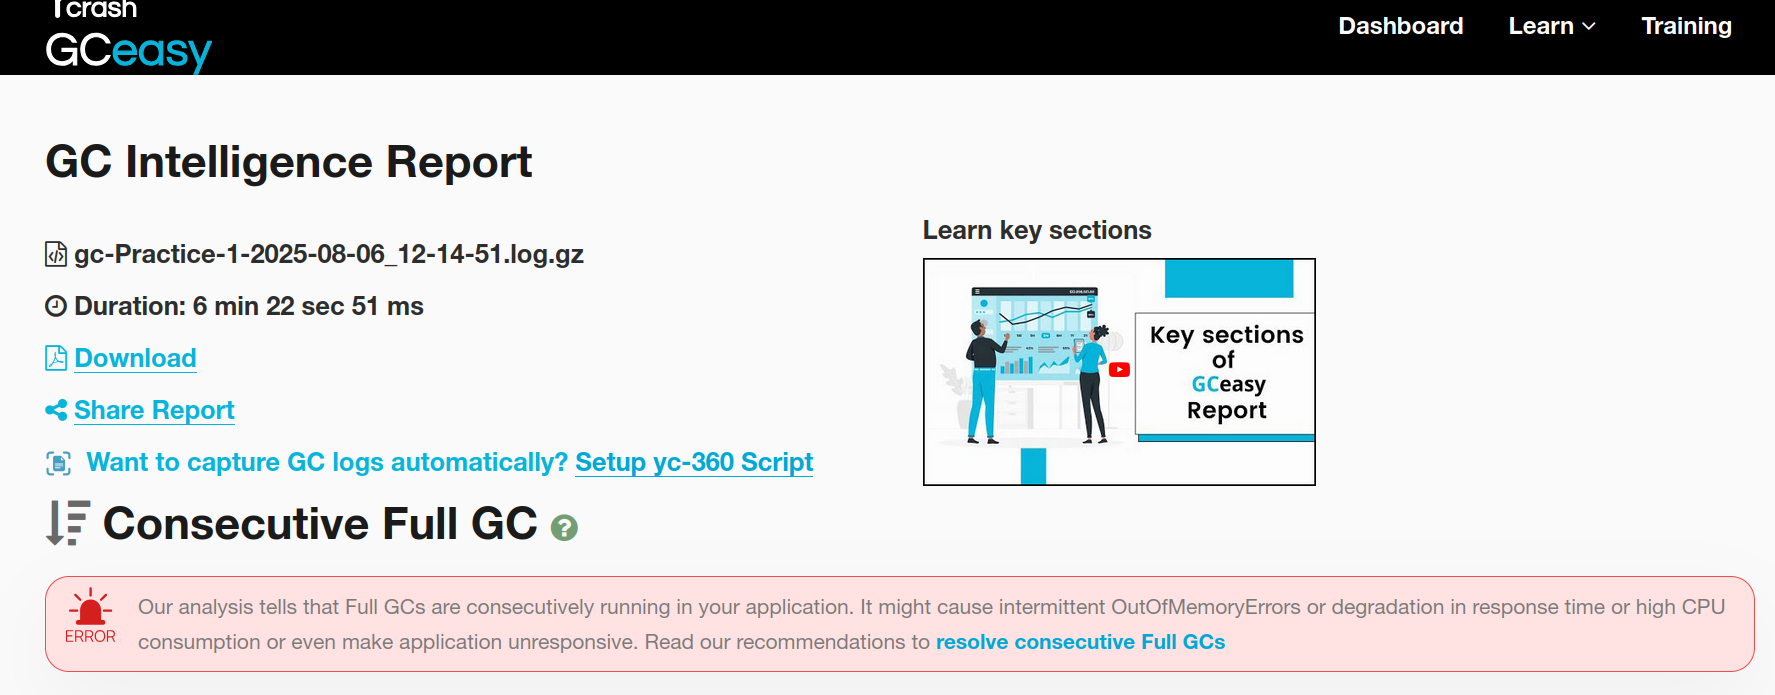 crash
GCeasy
Dashboard Learn Training
GC Intelligence Report
gc-Practice-1-2025-08-06_12-14-51.log.gz
Duration: 6 min 22 sec 51 ms
Download
Share Report
Want to capture GC logs automatically? Setup yc-360 Script
Learn key sections
Key sections
of
GCeasy
Report
Consecutive Full GC ?
ERROR
Our analysis tells that Full GCs are consecutively running in your application. It might cause intermittent OutOfMemoryErrors or degradation in response time or high CPU
consumption or even make application unresponsive. Read our recommendations to resolve consecutive Full GCs